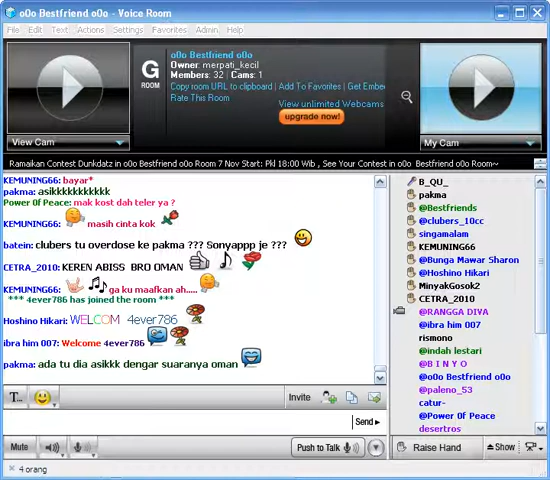 o0o Bestfriend o0o - Voice Room
File Edit Text Actions Settings Favorites Admin Help
o0o Bestfriend o0o
Owner: merpati_kecil
Members: 32 | Cams: 1
Copy room URL to clipboard | Add To Favorites | Get Embe
Rate This Room
G
ROOM
View unlimited Webcams
upgrade now!
View Cam
My Cam
Ramaikan Contest Dunkdatz in o0o Bestfriend o0o Room 7 Nov Start: Pkl 18:00 Wib , See Your Contest in o0o Bestfriend o0o Room~
KEMUNING66: bayar*
pakma: asikkkkkkkkkkk
Power 0f Peace: mak kost dah teler ya ?
KEMUNING66: masih cinta kok
batein: clubers tu overdose ke pakma ??? Sonyappp je ???
CETRA_2010: KEREN ABISS BRO OMAN
KEMUNING66: ga ku maafkan ah.....
*** 4ever786 has joined the room ***
Hoshino Hikari: WELCOM 4ever786
ibra him 007: Welcome 4ever786
pakma: ada tu dia asikkk dengar suaranya oman
B_QU_
pakma
@Bestfriends
@clubers_10cc
singamalam
KEMUNING66
@Bunga Mawar Sharon
@Hoshino Hikari
MinyakGosok2
CETRA_2010
@RANGGA DIVA
@ibra him 007
rismono
@indah lestari
@B I N Y O
@o0o Bestfriend o0o
@paleno_53
catur-
@Power 0f Peace
desertros
T...
Invite
Send
Mute
Push to Talk
Raise Hand
Show
4 orang